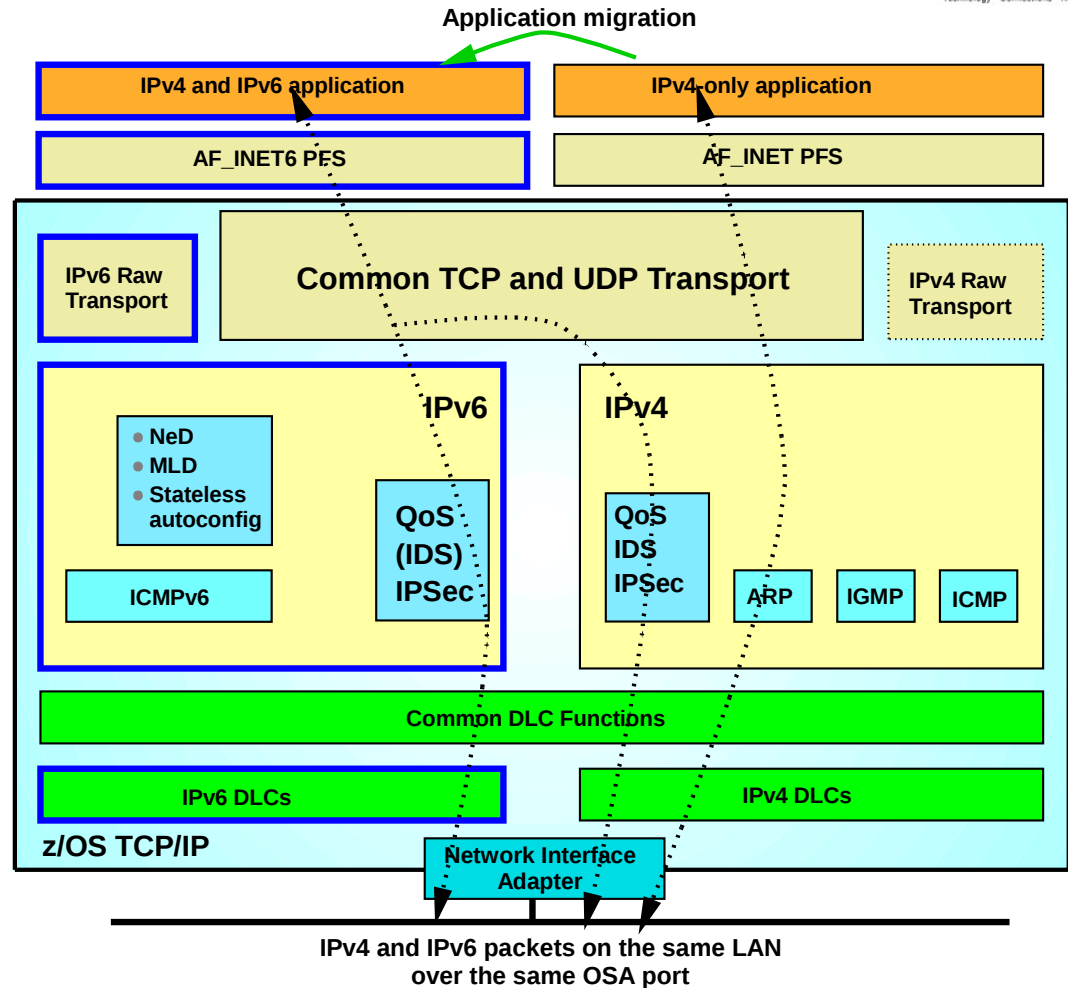 Application migration
IPv4 and IPv6 application
IPv4-only application
AF_INET6 PFS
AF_INET PFS
IPv6 Raw
Transport
Common TCP and UDP Transport
IPv4 Raw
Transport
IPv6
IPv4
NeD
MLD
Stateless
autoconfig
QoS
(IDS)
IPSec
QoS
IDS
IPSec
ICMPv6
ARP
IGMP
ICMP
Common DLC Functions
IPv6 DLCs
IPv4 DLCs
z/OS TCP/IP
Network Interface
Adapter
IPv4 and IPv6 packets on the same LAN
over the same OSA port